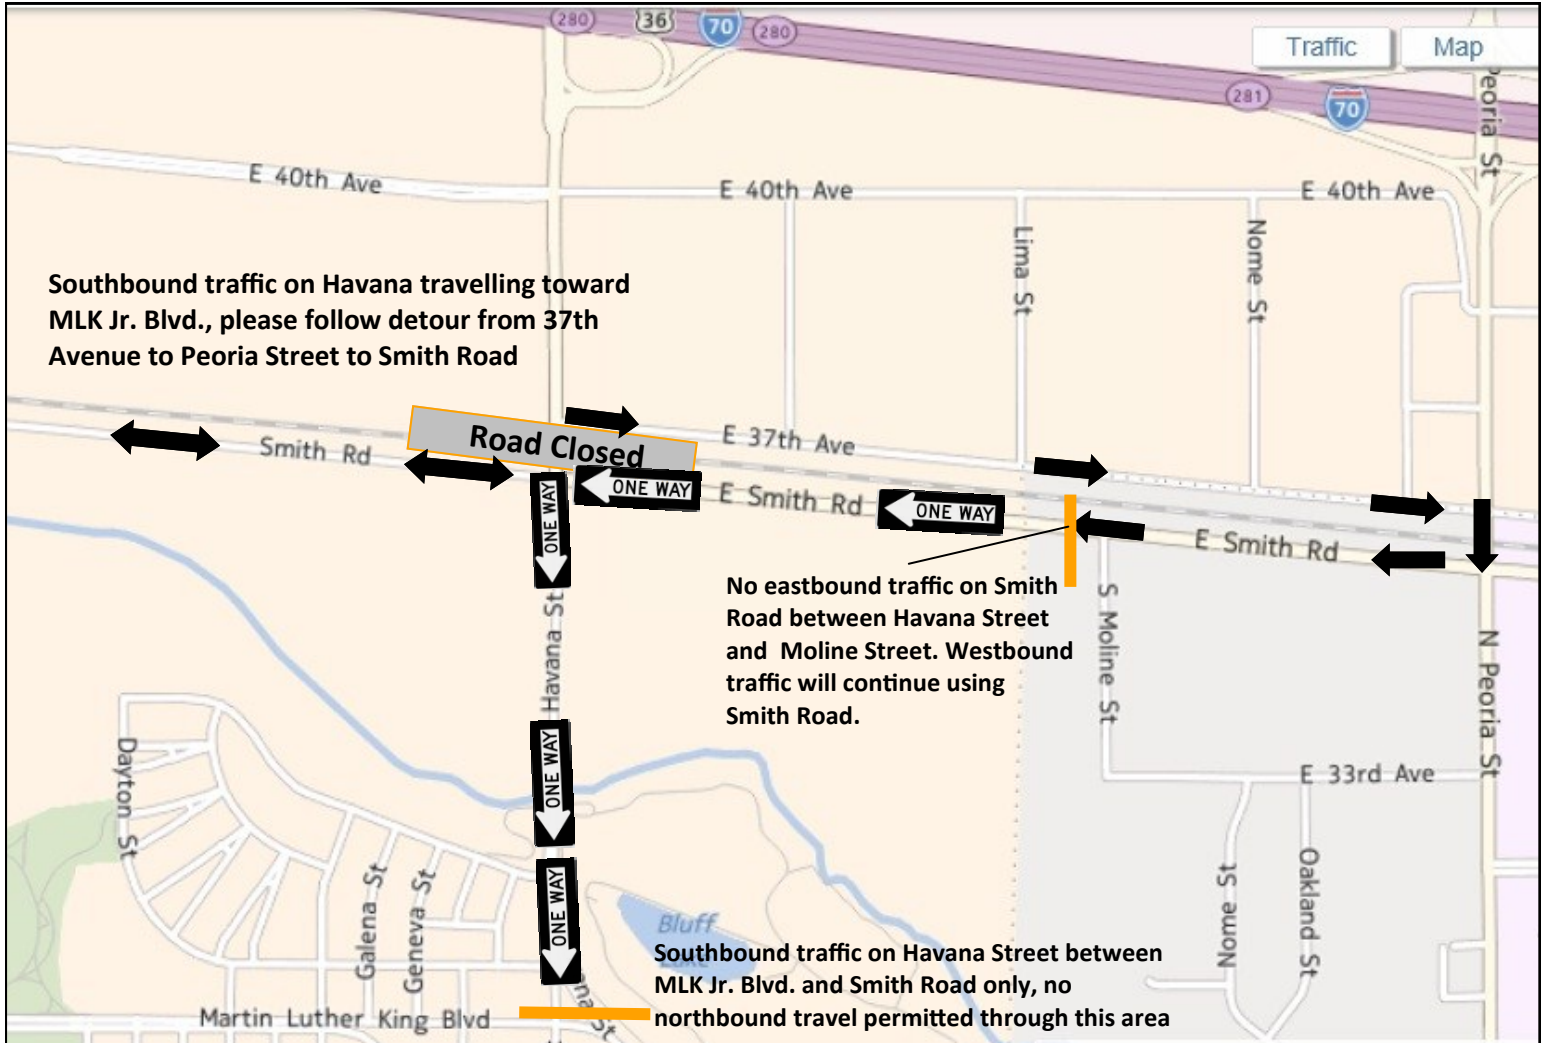 280
36
70
280
Traffic
Map
281
70
Peoria St
E 40th Ave
E 40th Ave
E 40th Ave
Lima St
Nome St
Southbound traffic on Havana travelling toward
MLK Jr. Blvd., please follow detour from 37th
Avenue to Peoria Street to Smith Road
Road Closed
E 37th Ave
Smith Rd
ONE WAY
ONE WAY
E Smith Rd
ONE WAY
E Smith Rd
No eastbound traffic on Smith
Road between Havana Street
and Moline Street. Westbound
traffic will continue using
Smith Road.
Havana St
S Moline St
N Peoria St
ONE WAY
E 33rd Ave
Dayton St
Galena St
Geneva St
ONE WAY
Nome St
Oakland St
Bluff
Lake
Southbound traffic on Havana Street between
MLK Jr. Blvd. and Smith Road only, no
northbound travel permitted through this area
Martin Luther King Blvd
ana St